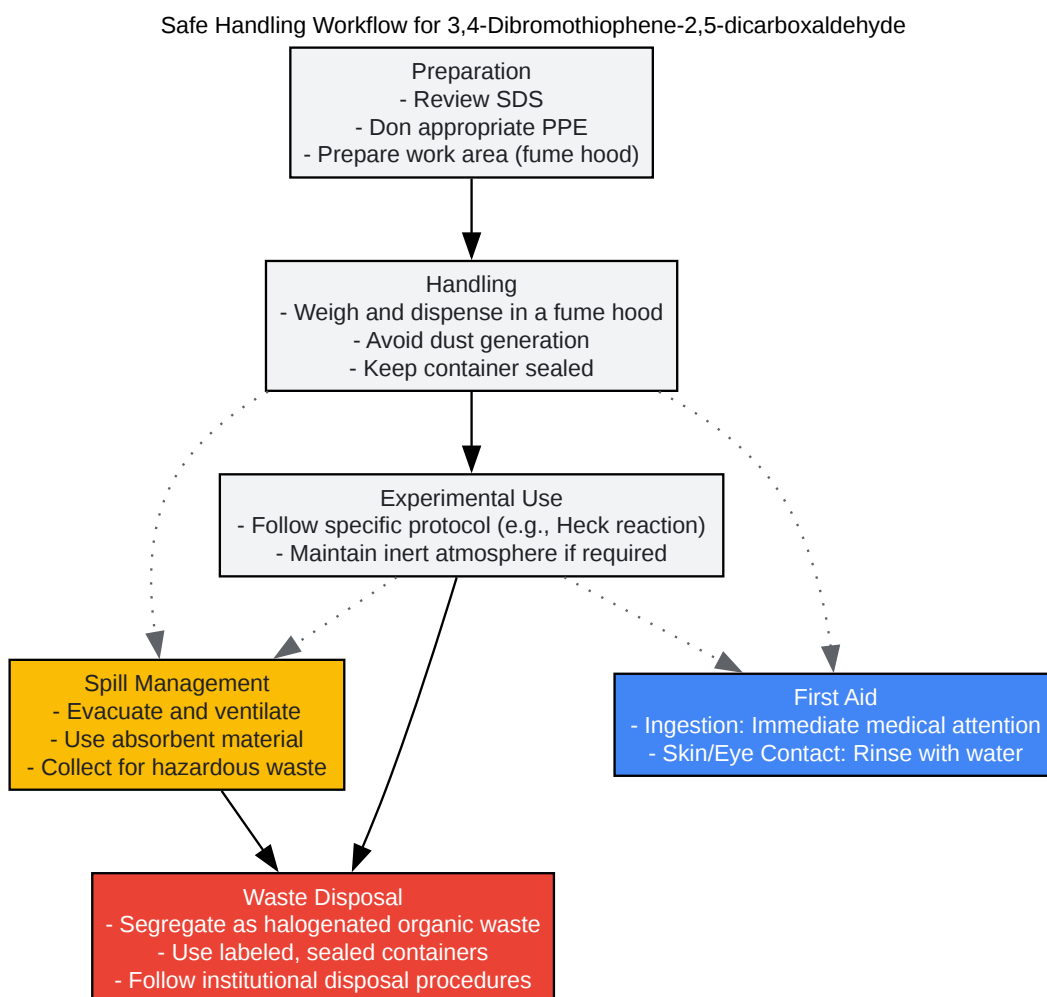 Safe Handling Workflow for 3,4-Dibromothiophene-2,5-dicarboxaldehyde
Preparation
- Review SDS
- Don appropriate PPE
- Prepare work area (fume hood)
Handling
- Weigh and dispense in a fume hood
- Avoid dust generation
- Keep container sealed
Experimental Use
- Follow specific protocol (e.g., Heck reaction)
- Maintain inert atmosphere if required
Spill Management
- Evacuate and ventilate
- Use absorbent material
- Collect for hazardous waste
First Aid
- Ingestion: Immediate medical attention
- Skin/Eye Contact: Rinse with water
Waste Disposal
- Segregate as halogenated organic waste
- Use labeled, sealed containers
- Follow institutional disposal procedures